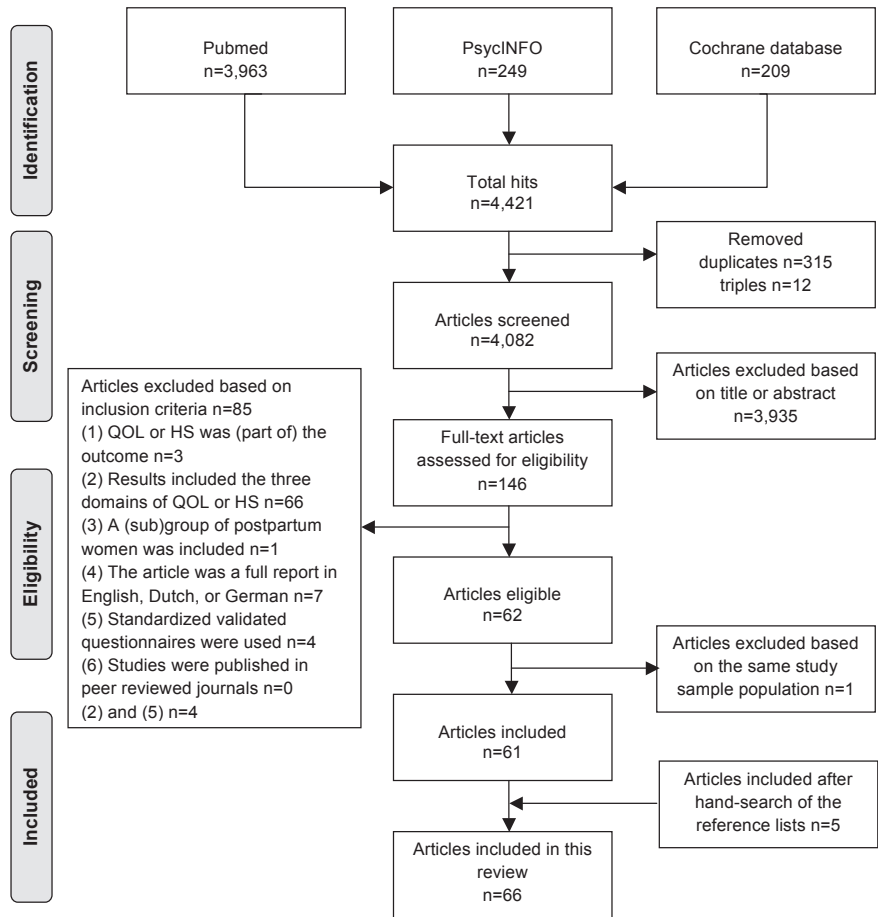 Identification
Pubmed
n=3,963
PsycINFO
n=249
Cochrane database
n=209
Total hits
n=4,421
Screening
Removed
duplicates n=315
triples n=12
Articles screened
n=4,082
Articles excluded based
on title or abstract
n=3,935
Eligibility
Full-text articles
assessed for eligibility
n=146
Articles excluded based on
inclusion criteria n=85
(1) QOL or HS was (part of) the
outcome n=3
(2) Results included the three
domains of QOL or HS n=66
(3) A (sub)group of postpartum
women was included n=1
(4) The article was a full report in
English, Dutch, or German n=7
(5) Standardized validated
questionnaires were used n=4
(6) Studies were published in
peer reviewed journals n=0
(2) and (5) n=4
Articles eligible
n=62
Articles excluded based
on the same study
sample population n=1
Included
Articles included
n=61
Articles included after
hand-search of the
reference lists n=5
Articles included in this
review
n=66